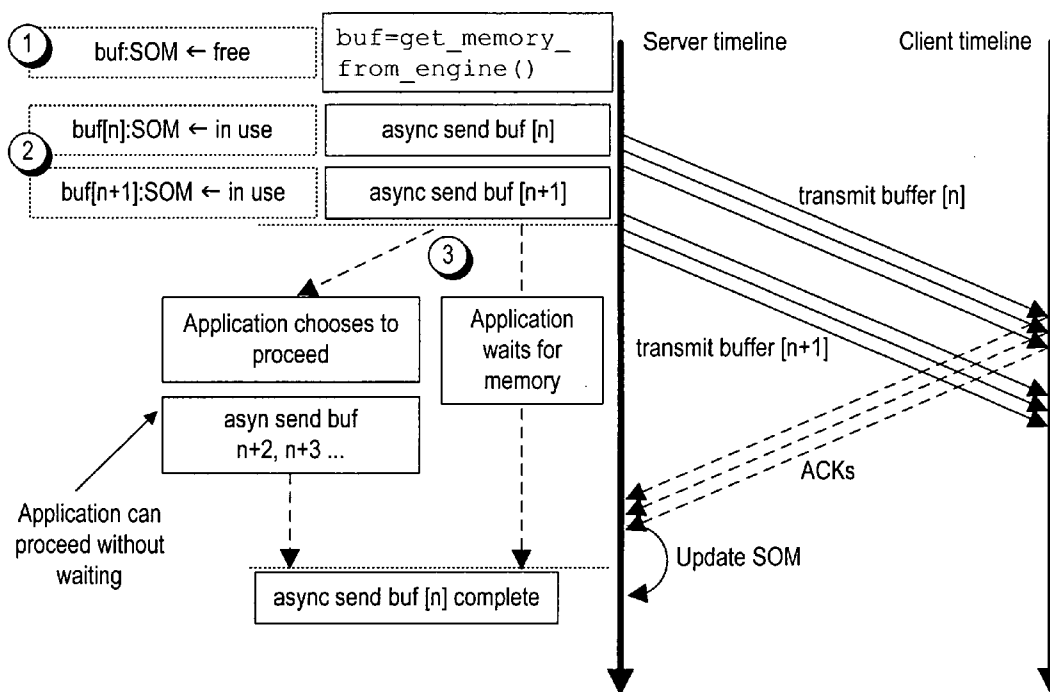 1
buf:SOM ← free
buf=get_memory_
from_engine()
Server timeline
Client timeline
2
buf[n]:SOM ← in use
async send buf [n]
buf[n+1]:SOM ← in use
async send buf [n+1]
transmit buffer [n]
3
Application chooses to
proceed
Application
waits for
memory
transmit buffer [n+1]
asyn send buf
n+2, n+3 ...
ACKs
Application can
proceed without
waiting
Update SOM
async send buf [n] complete